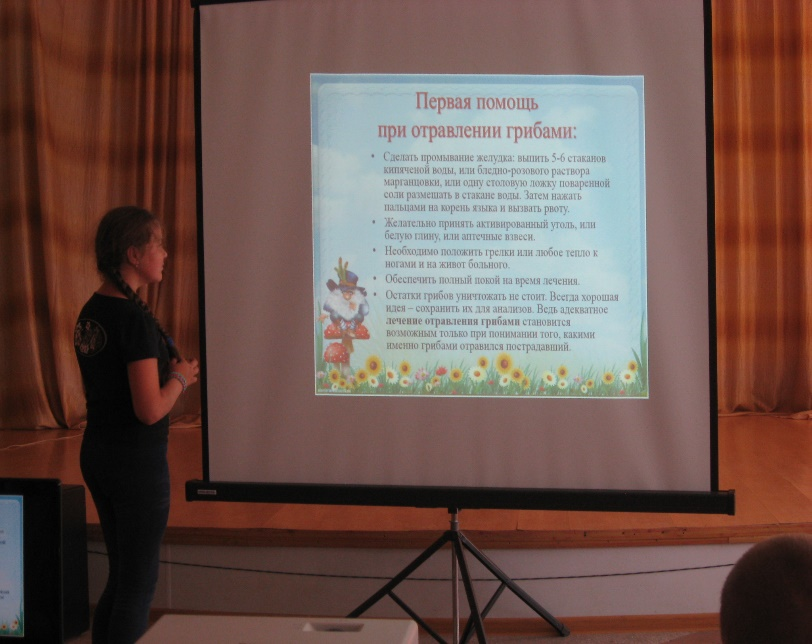 Первая помощь
при отравлении грибами:
• Сделать промывание желудка: выпить 5-6 стаканов
кипяченой воды, или бледно-розового раствора
марганцовки, или одну столовую ложку поваренной
соли размешать в стакане воды. Затем нажать
пальцами на корень языка и вызвать рвоту.
• Желательно принять активированный уголь, или
белую глину, или аптечные взвеси.
• Необходимо положить грелки или любое тепло к
ногами и на живот больного.
• Обеспечить полный покой на время лечения.
• Остатки грибов уничтожать не стоит. Всегда хорошая
идея – сохранить их для анализов. Ведь адекватное
лечение отравления грибами становится
возможным только при понимании того, какими
именно грибами отравился пострадавший.